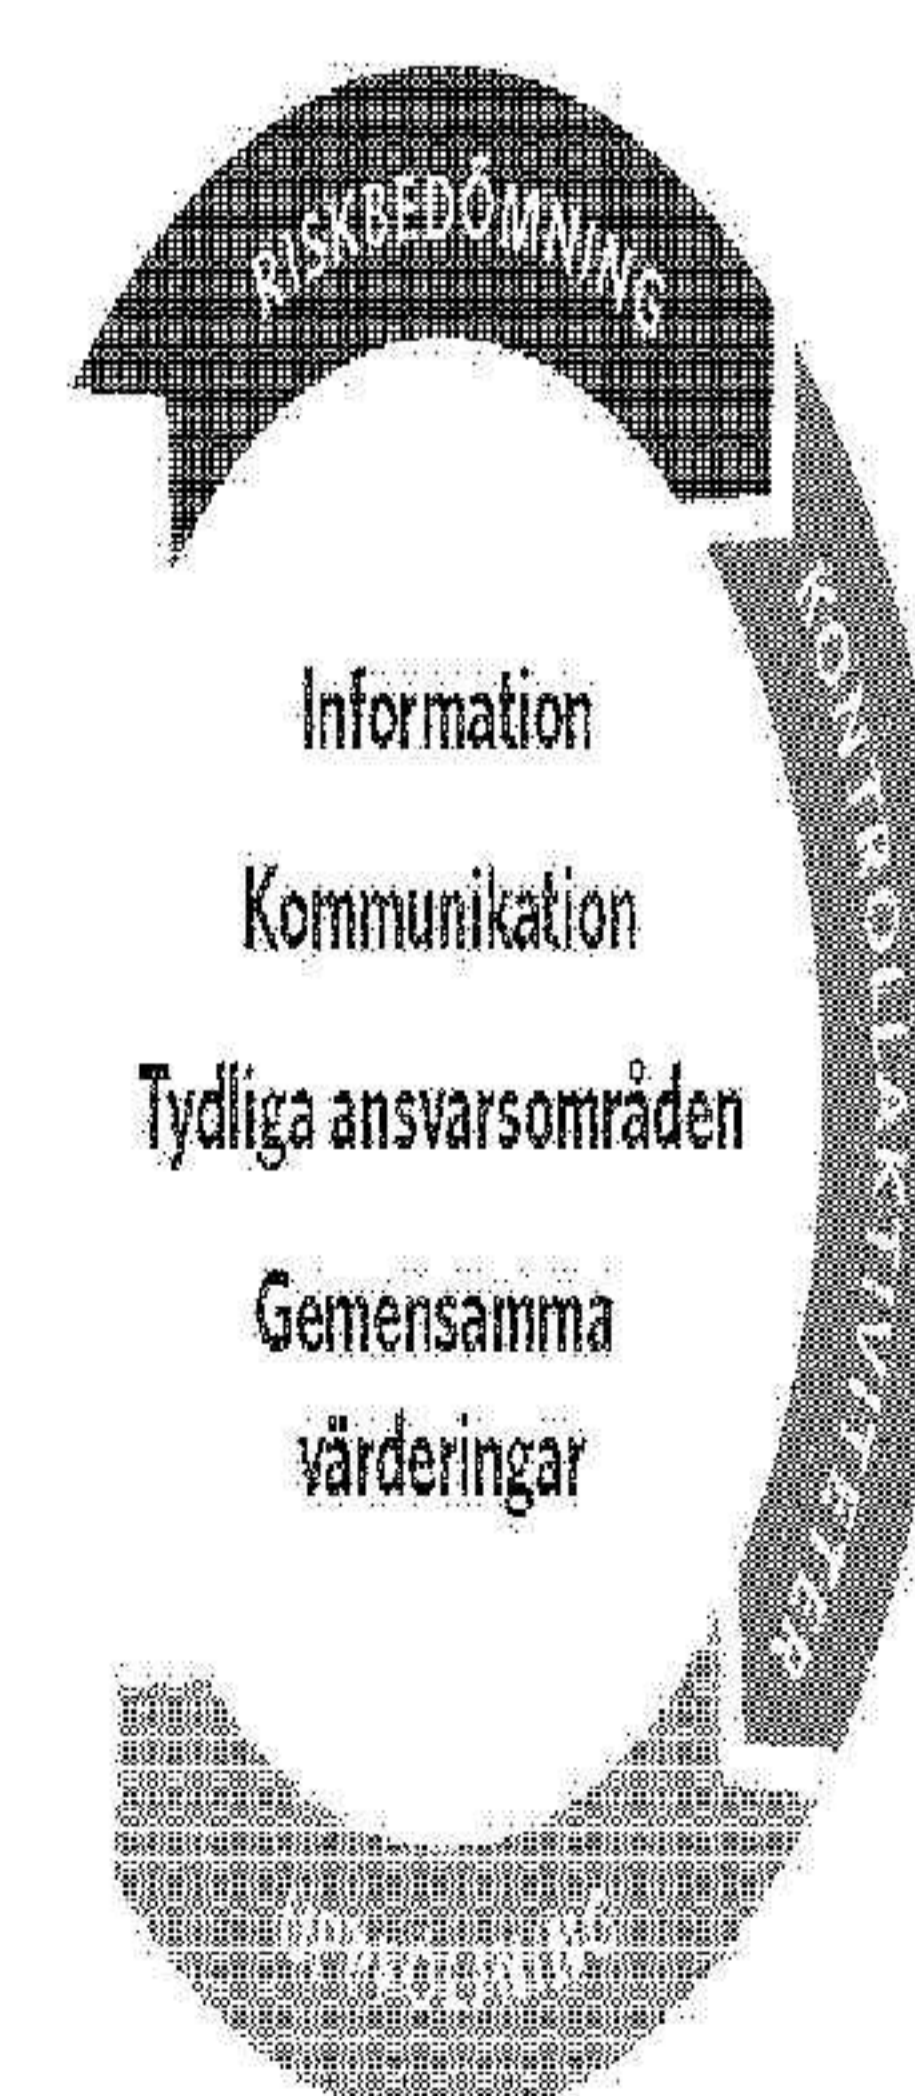 RISKBEDÖMNING
KONTROLLAKTIVITETER
Information
Kommunikation
Tydliga ansvarsområden
Gemensamma
värderingar